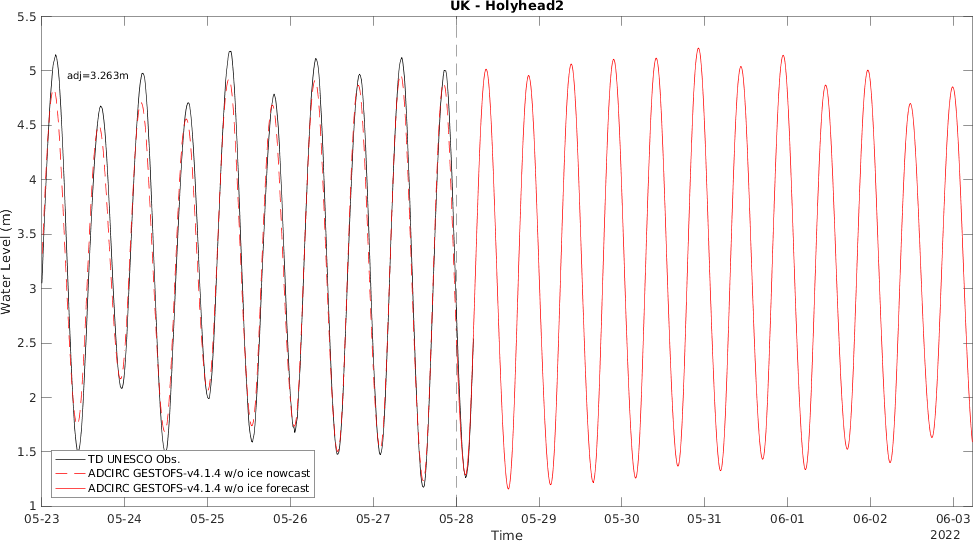 UK - Holyhead2
5.5
5
4.5
4
3.5
3
2.5
2
1.5
1
Water Level (m)
adj=3.263m
TD UNESCO Obs.
ADCIRC GESTOFS-v4.1.4 w/o ice nowcast
ADCIRC GESTOFS-v4.1.4 w/o ice forecast
05-23 05-24 05-25 05-26 05-27 05-28 05-29 05-30 05-31 06-01 06-02 06-03
Time
2022